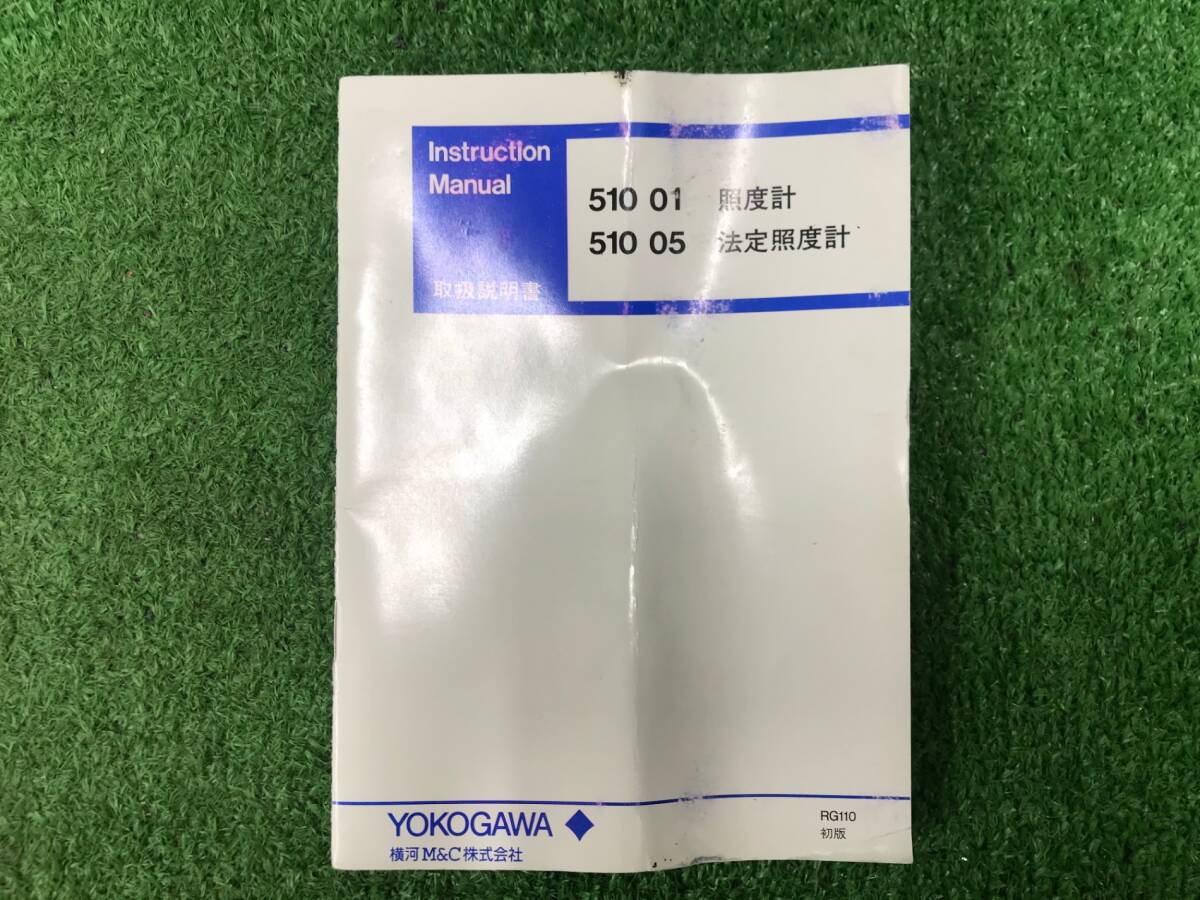 Instruction
Manual
取扱説明書
510 01 照度計
510 05 法定照度計
YOKOGAWA
横河M&C株式会社
RG110
初版